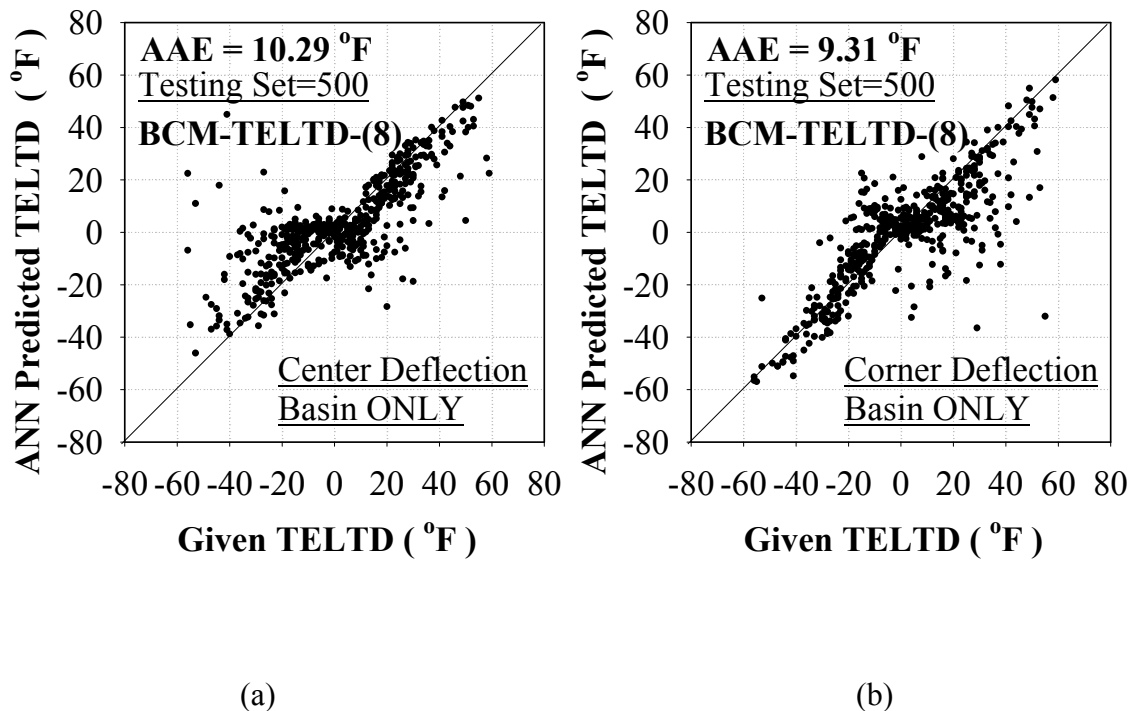 80
60
40
20
0
-20
-40
-60
-80
ANN Predicted TELTD ( °F )
AAE = 10.29 °F
Testing Set=500
BCM-TELTD-(8)
Center Deflection
Basin ONLY
-80 -60 -40 -20 0 20 40 60 80
Given TELTD ( °F )
(a)
80
60
40
20
0
-20
-40
-60
-80
ANN Predicted TELTD ( °F )
AAE = 9.31 °F
Testing Set=500
BCM-TELTD-(8)
Corner Deflection
Basin ONLY
-80 -60 -40 -20 0 20 40 60 80
Given TELTD ( °F )
(b)